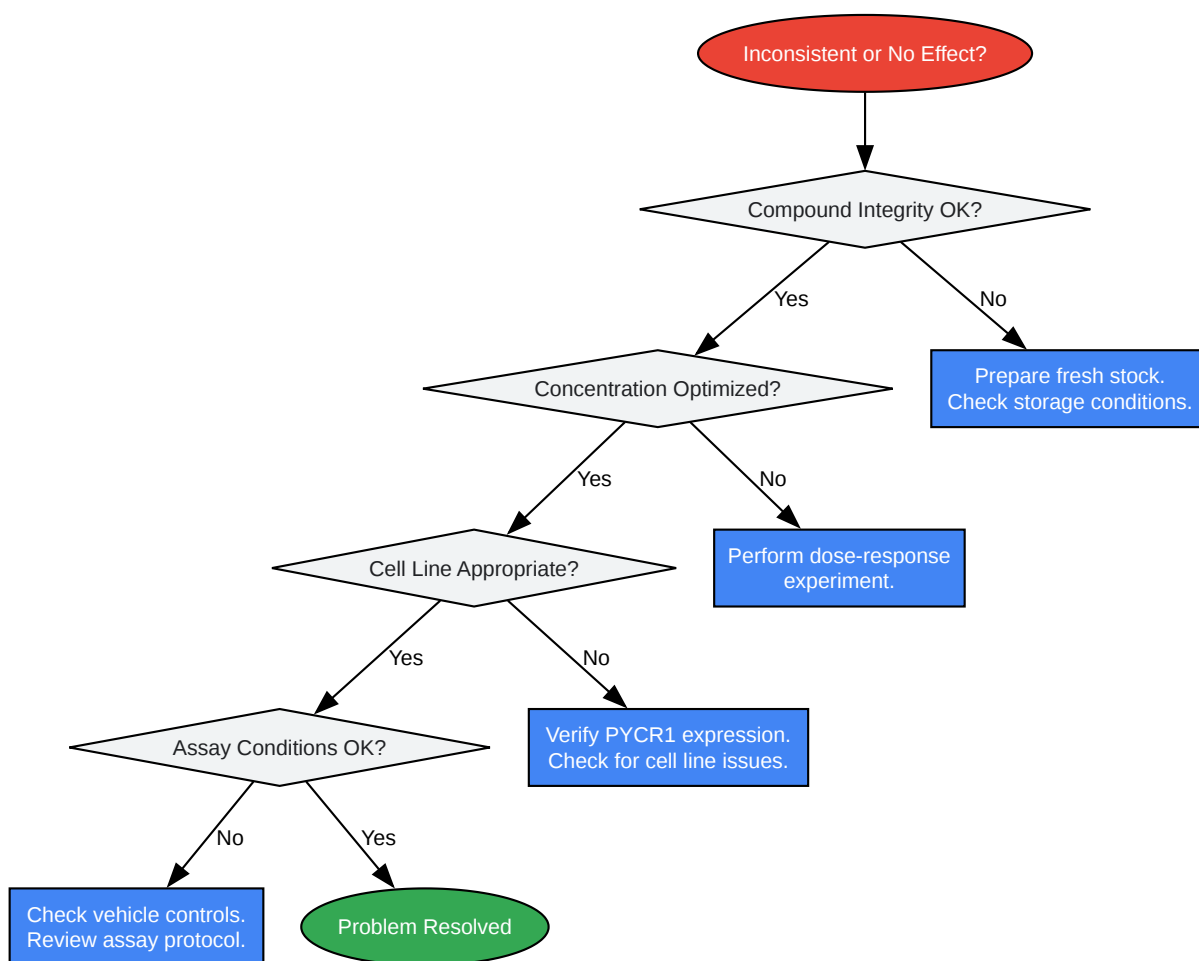 Inconsistent or No Effect?
Compound Integrity OK?
Yes
No
Concentration Optimized?
Prepare fresh stock.
Check storage conditions.
Yes
No
Cell Line Appropriate?
Perform dose-response
experiment.
Yes
No
Assay Conditions OK?
Verify PYCR1 expression.
Check for cell line issues.
No
Yes
Check vehicle controls.
Review assay protocol.
Problem Resolved